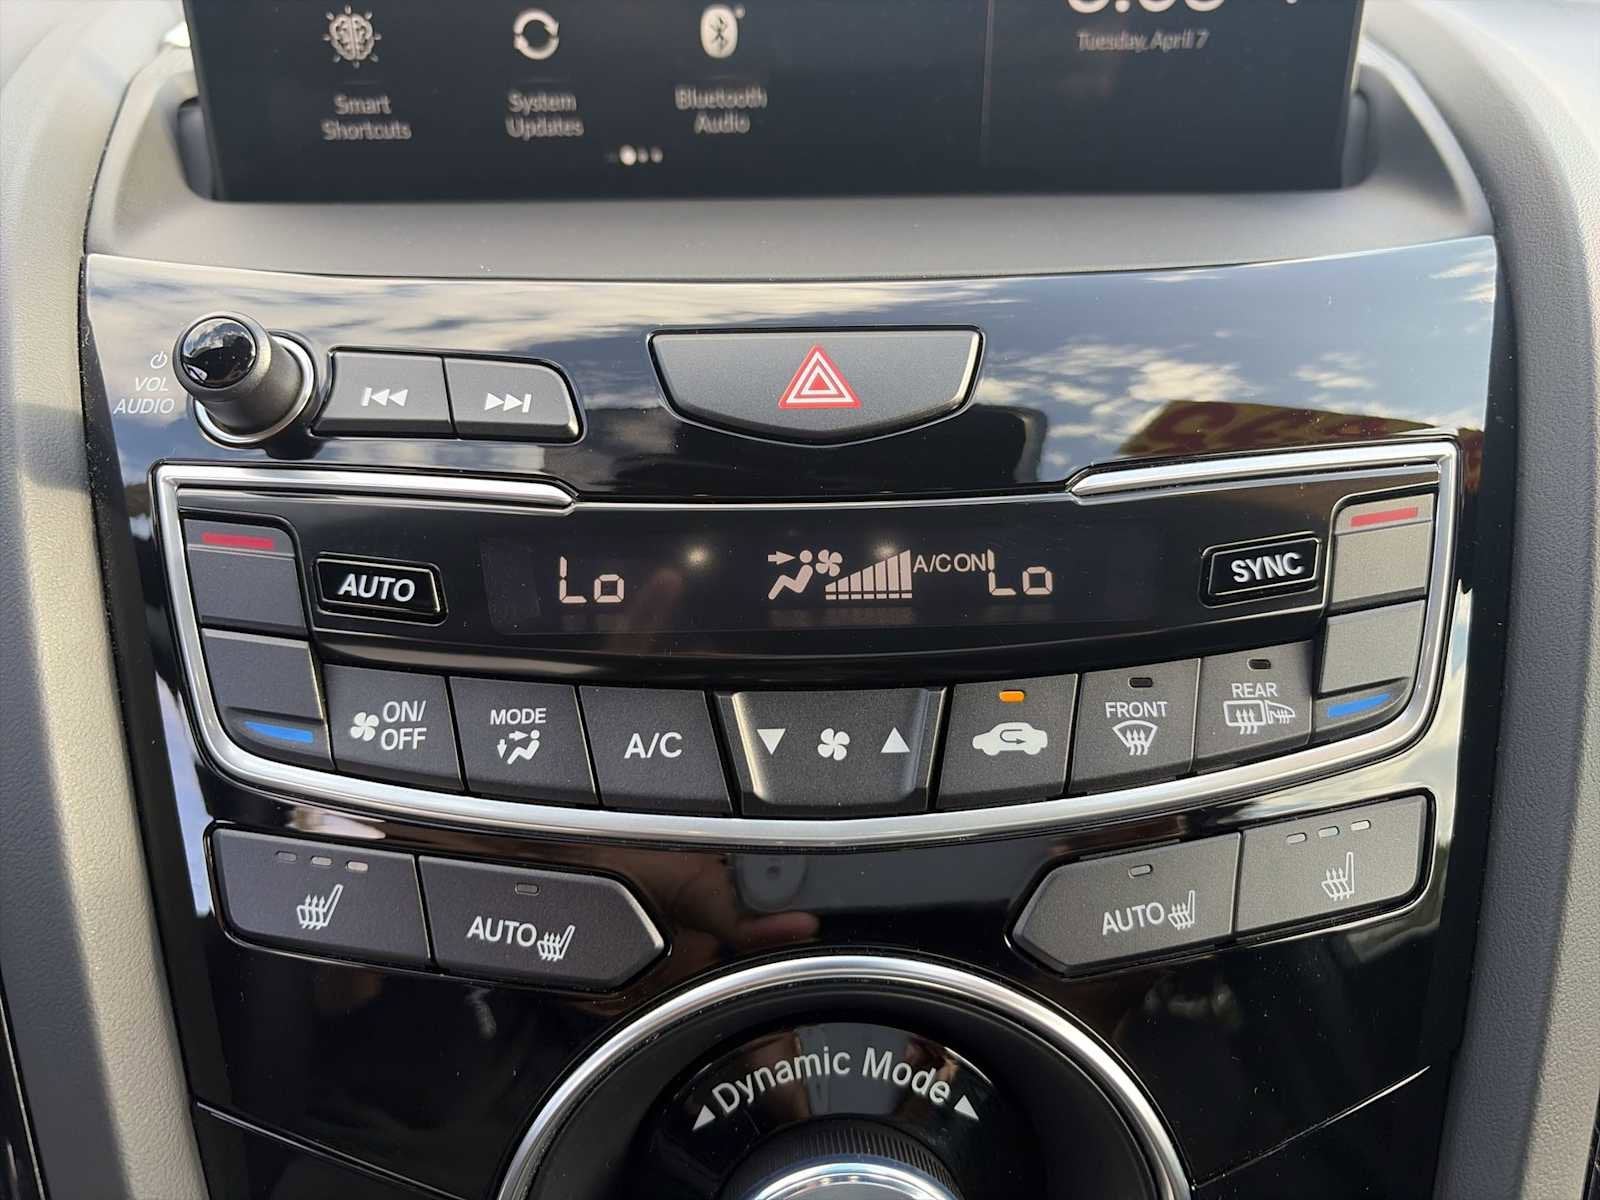 Tuesday, April 7
Smart
Shortcuts
System
Updates
Bluetooth
Audio
VOL
AUDIO
AUTO
Lo
A/C ON
Lo
SYNC
ON/
OFF
MODE
A/C
FRONT
REAR
AUTO
AUTO
Dynamic Mode